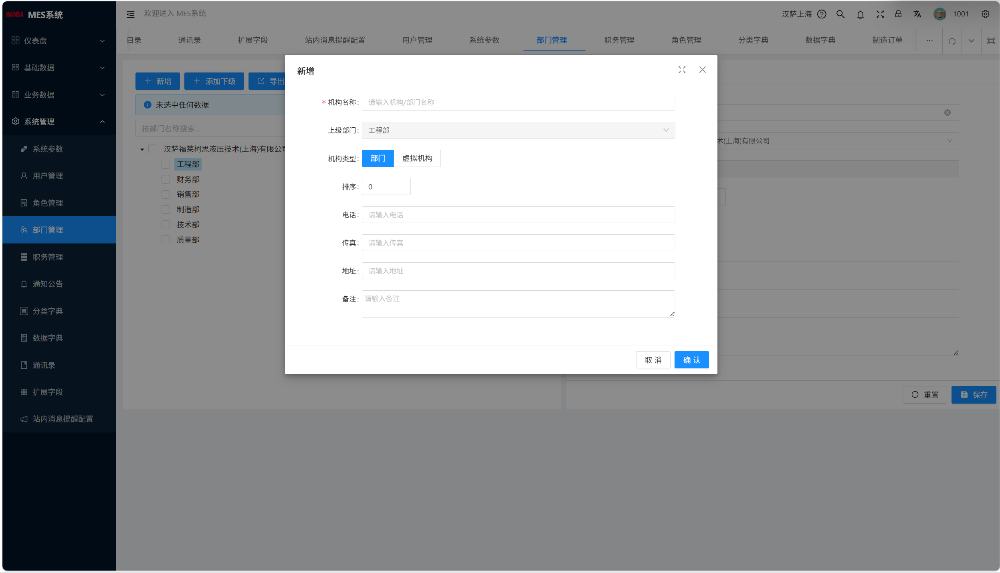 HANSA MES系统
欢迎进入 MES系统
汉萨上海
1001
仪表盘
基础数据
业务数据
系统管理
系统参数
用户管理
角色管理
部门管理
职务管理
通知公告
分类字典
数据字典
通讯录
扩展字段
站内消息提醒配置
目录 通讯录 扩展字段 站内消息提醒配置 用户管理 系统参数 部门管理 职务管理 角色管理 分类字典 数据字典 制造订单 ...
新增 添加下级 导出
未选中任何数据
按部门名称搜索...
汉萨福莱柯思液压技术(上海)有限公司
工程部
财务部
销售部
制造部
技术部
质量部
新增
* 机构名称: 请输入机构/部门名称
上级部门: 工程部
机构类型: 部门 虚拟机构
排序: 0
电话: 请输入电话
传真: 请输入传真
地址: 请输入地址
备注: 请输入备注
取 消 确 认
术(上海)有限公司
重置 保存